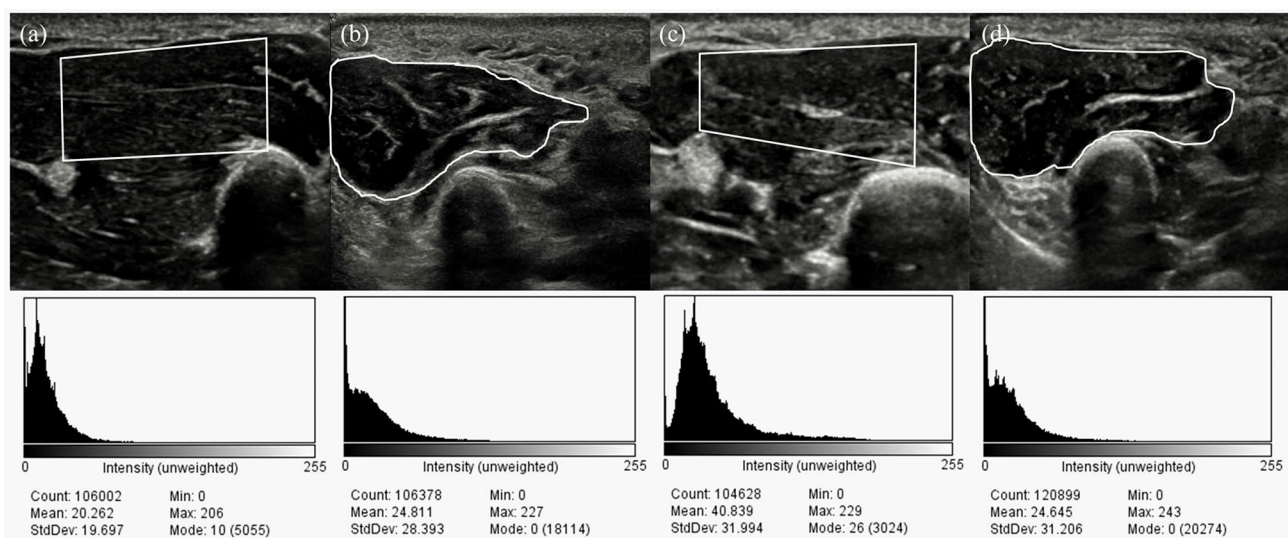 (a) (b) (c) (d)
0 Intensity (unweighted) 255 0 Intensity (unweighted) 255 0 Intensity (unweighted) 255 0 Intensity (unweighted) 255
Count: 106002 Min: 0
Mean: 20.262 Max: 206
StdDev: 19.697 Mode: 10 (5055)
Count: 106378 Min: 0
Mean: 24.811 Max: 227
StdDev: 28.393 Mode: 0 (18114)
Count: 104628 Min: 0
Mean: 40.839 Max: 229
StdDev: 31.994 Mode: 26 (3024)
Count: 120899 Min: 0
Mean: 24.645 Max: 243
StdDev: 31.206 Mode: 0 (20274)